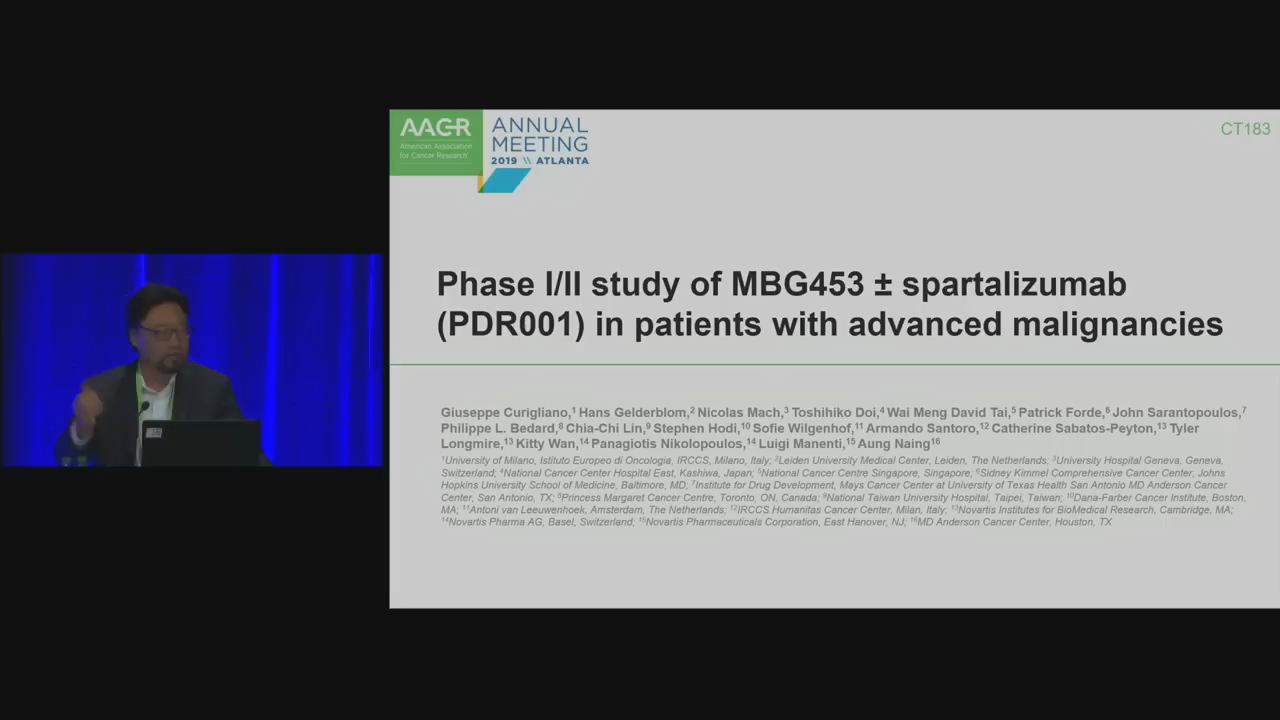 AACR
American Association
for Cancer Research
ANNUAL
MEETING
2019 \\ ATLANTA
CT183
Phase I/II study of MBG453 ± spartalizumab
(PDR001) in patients with advanced malignancies
Giuseppe Curigliano,¹ Hans Gelderblom,² Nicolas Mach,³ Toshihiko Doi,⁴ Wai Meng David Tai,⁵ Patrick Forde,⁶ John Sarantopoulos,⁷
Philippe L. Bedard,⁸ Chia-Chi Lin,⁹ Stephen Hodi,¹⁰ Sofie Wilgenhof,¹¹ Armando Santoro,¹² Catherine Sabatos-Peyton,¹³ Tyler
Longmire,¹³ Kitty Wan,¹⁴ Panagiotis Nikolopoulos,¹⁴ Luigi Manenti,¹⁵ Aung Naing¹⁶
¹University of Milano, Istituto Europeo di Oncologia, IRCCS, Milano, Italy; ²Leiden University Medical Center, Leiden, The Netherlands; ³University Hospital Geneva, Geneva,
Switzerland; ⁴National Cancer Center Hospital East, Kashiwa, Japan; ⁵National Cancer Centre Singapore, Singapore; ⁶Sidney Kimmel Comprehensive Cancer Center, Johns
Hopkins University School of Medicine, Baltimore, MD; ⁷Institute for Drug Development, Mays Cancer Center at University of Texas Health San Antonio MD Anderson Cancer
Center, San Antonio, TX; ⁸Princess Margaret Cancer Centre, Toronto, ON, Canada; ⁹National Taiwan University Hospital, Taipei, Taiwan; ¹⁰Dana-Farber Cancer Institute, Boston,
MA; ¹¹Antoni van Leeuwenhoek, Amsterdam, The Netherlands; ¹²IRCCS Humanitas Cancer Center, Milan, Italy; ¹³Novartis Institutes for BioMedical Research, Cambridge, MA;
¹⁴Novartis Pharma AG, Basel, Switzerland; ¹⁵Novartis Pharmaceuticals Corporation, East Hanover, NJ; ¹⁶MD Anderson Cancer Center, Houston, TX